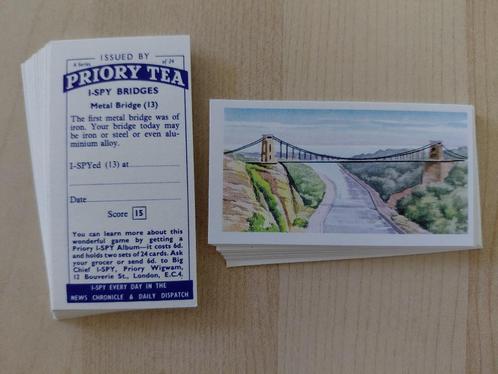 ISSUED BY
A Series of 24
PRIORY TEA
I-SPY BRIDGES
Metal Bridge (13)
The first metal bridge was of
iron. Your bridge today may
be iron or steel or even alu-
minium alloy.
I-SPYed (13) at
Date
Score 15
You can learn more about this
wonderful game by getting a
Priory I-SPY Album—it costs 6d.
and holds two sets of 24 cards. Ask
your grocer or send 6d. to Big
Chief I-SPY, Priory Wigwam,
12 Bouverie St., London, E.C.4.
I-SPY EVERY DAY IN THE
NEWS CHRONICLE & DAILY DISPATCH